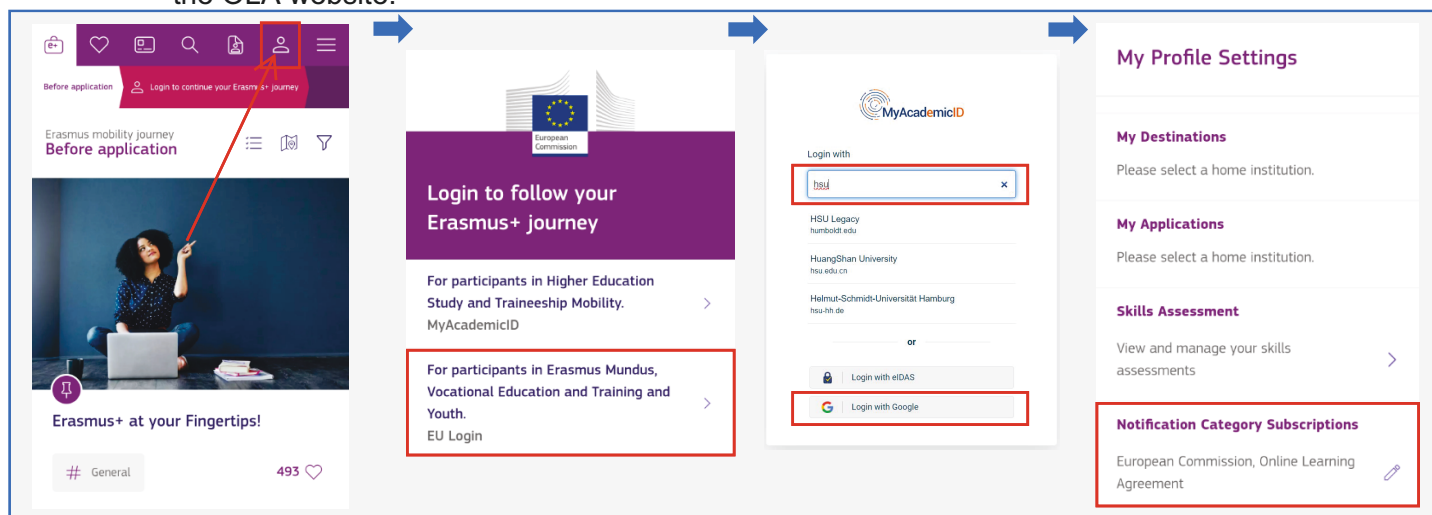 the OLA website.
e+
Before application
Login to continue your Erasmus+ journey
Erasmus mobility journey
Before application
Erasmus+ at your Fingertips!
# General
493
European
Commission
Login to follow your
Erasmus+ journey
For participants in Higher Education
Study and Traineeship Mobility.
MyAcademicID
For participants in Erasmus Mundus,
Vocational Education and Training and
Youth.
EU Login
MyAcademicID
Login with
hsu
HSU Legacy
humboldt.edu
HuangShan University
hsu.edu.cn
Helmut-Schmidt-Universität Hamburg
hsu-hh.de
or
Login with eIDAS
Login with Google
My Profile Settings
My Destinations
Please select a home institution.
My Applications
Please select a home institution.
Skills Assessment
View and manage your skills
assessments
Notification Category Subscriptions
European Commission, Online Learning
Agreement